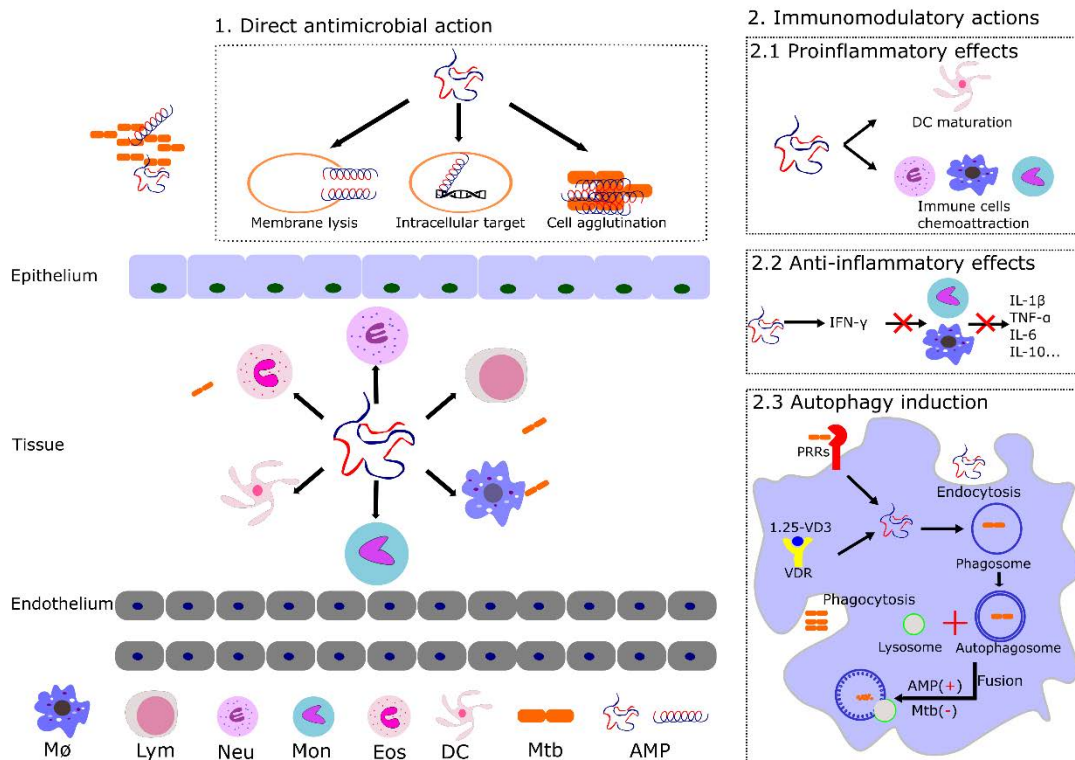 1. Direct antimicrobial action
Membrane lysis
Intracellular target
Cell agglutination
Epithelium
Tissue
Endothelium
Mø
Lym
Neu
Mon
Eos
DC
Mtb
AMP
2. Immunomodulatory actions
2.1 Proinflammatory effects
DC maturation
Immune cells
chemoattraction
2.2 Anti-inflammatory effects
IFN-γ
IL-1β
TNF-α
IL-6
IL-10...
2.3 Autophagy induction
PRRs
Endocytosis
1.25-VD3
VDR
Phagosome
Phagocytosis
Lysosome
+
Autophagosome
Fusion
AMP(+)
Mtb(-)